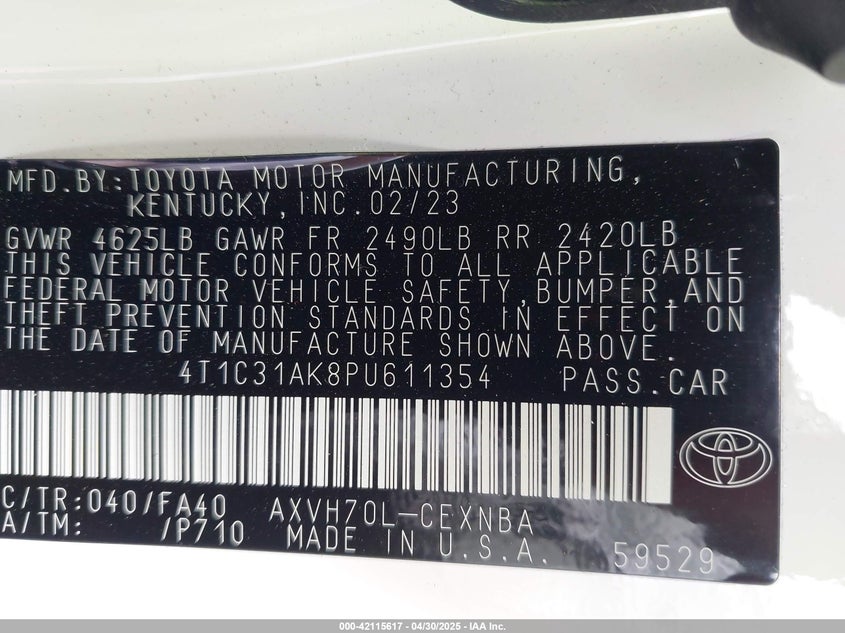 MFD.BY:TOYOTA MOTOR MANUFACTURING,
KENTUCKY,INC.02/23
GVWR 4625LB GAWR FR 2490LB RR 2420LB
THIS VEHICLE CONFORMS TO ALL APPLICABLE
FEDERAL MOTOR VEHICLE SAFETY,BUMPER,AND
THEFT PREVENTION STANDARDS IN EFFECT ON
THE DATE OF MANUFACTURE SHOWN ABOVE.
4T1C31AK8PU611354 PASS.CAR
C/TR:040/FA40 AXVH70L-CEXNBA
A/TM: /P710 MADE IN U.S.A. 59529
000-42115617 - 04/30/2025 - IAA Inc.